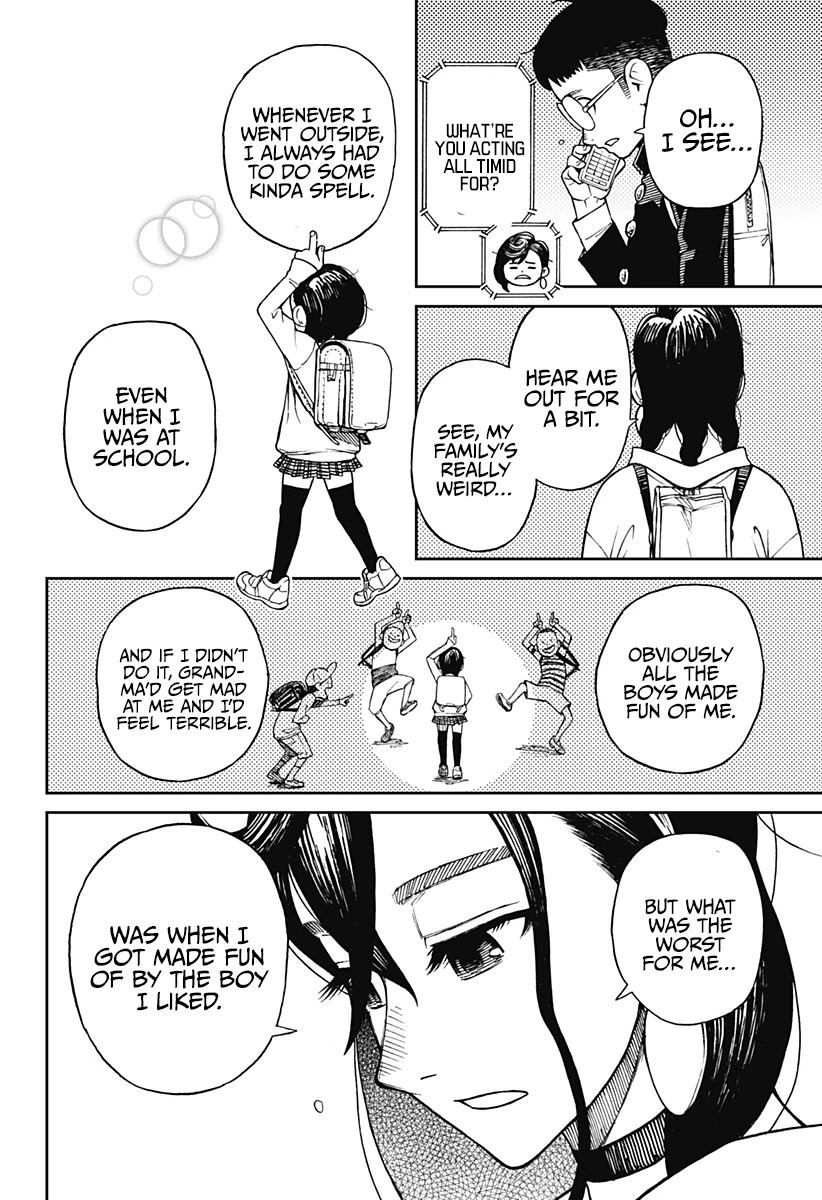 OH...
I SEE...
WHAT'RE
YOU ACTING
ALL TIMID
FOR?
HEAR ME
OUT FOR
A BIT.
SEE, MY
FAMILY'S
REALLY
WEIRD...
WHENEVER I
WENT OUTSIDE,
I ALWAYS HAD
TO DO SOME
KINDA SPELL.
EVEN
WHEN I
WAS AT
SCHOOL.
OBVIOUSLY
ALL THE
BOYS MADE
FUN OF ME.
AND IF I DIDN'T
DO IT, GRAND-
MA'D GET MAD
AT ME AND I'D
FEEL TERRIBLE.
BUT WHAT
WAS THE
WORST
FOR ME...
WAS WHEN I
GOT MADE FUN
OF BY THE BOY
I LIKED.